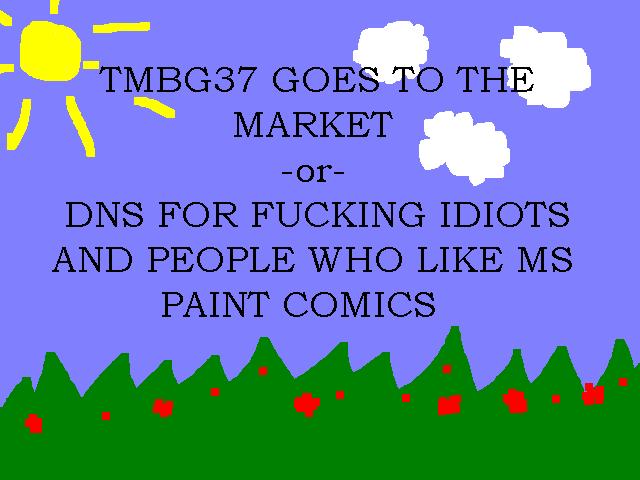 TMBG37 GOES TO THE
MARKET
-or-
DNS FOR FUCKING IDIOTS
AND PEOPLE WHO LIKE MS
PAINT COMICS